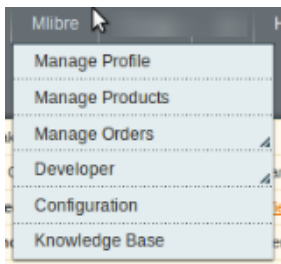 Mlibre
Manage Profile
Manage Products
Manage Orders
Developer
Configuration
Knowledge Base